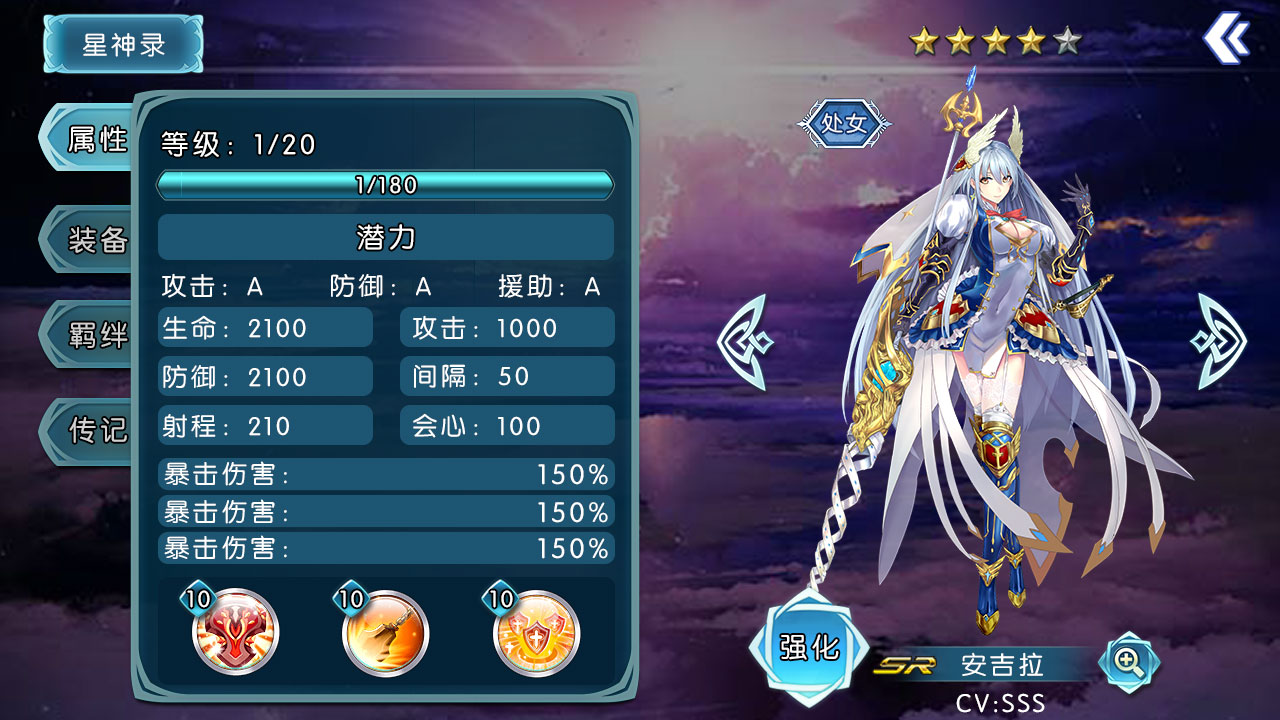 星神录
属性
装备
羁绊
传记
等级：1/20
1/180
潜力
攻击：A 防御：A 援助：A
生命：2100 攻击：1000
防御：2100 间隔：50
射程：210 会心：100
暴击伤害： 150%
暴击伤害： 150%
暴击伤害： 150%
10 10 10
处女
强化
SR 安吉拉
CV:SSS